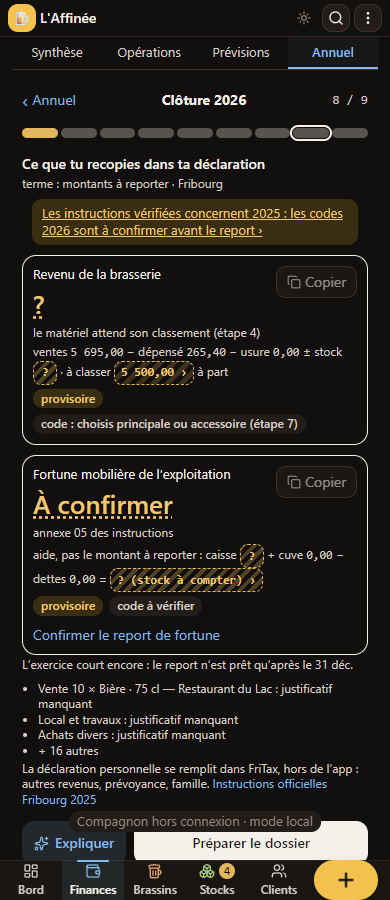 L'Affinée
Synthèse Opérations Prévisions Annuel
‹ Annuel Clôture 2026 8 / 9
Ce que tu recopies dans ta déclaration
terme : montants à reporter · Fribourg
Les instructions vérifiées concernent 2025 : les codes
2026 sont à confirmer avant le report ›
Revenu de la brasserie Copier
?
le matériel attend son classement (étape 4)
ventes 5 695,00 − dépensé 265,40 − usure 0,00 ± stock
? · à classer 5 500,00 › à part
provisoire
code : choisis principale ou accessoire (étape 7)
Fortune mobilière de l'exploitation Copier
À confirmer
annexe 05 des instructions
aide, pas le montant à reporter : caisse ? + cuve 0,00 −
dettes 0,00 = ? (stock à compter) ›
provisoire code à vérifier
Confirmer le report de fortune
L'exercice court encore : le report n'est prêt qu'après le 31 déc.
• Vente 10 × Bière · 75 cl — Restaurant du Lac : justificatif
manquant
• Local et travaux : justificatif manquant
• Achats divers : justificatif manquant
• + 16 autres
La déclaration personnelle se remplit dans FriTax, hors de l'app :
autres revenus, prévoyance, famille. Instructions officielles
Fribourg 2025
Compagnon hors connexion · mode local
Expliquer Préparer le dossier
Bord Finances Brassins Stocks 4 Clients +